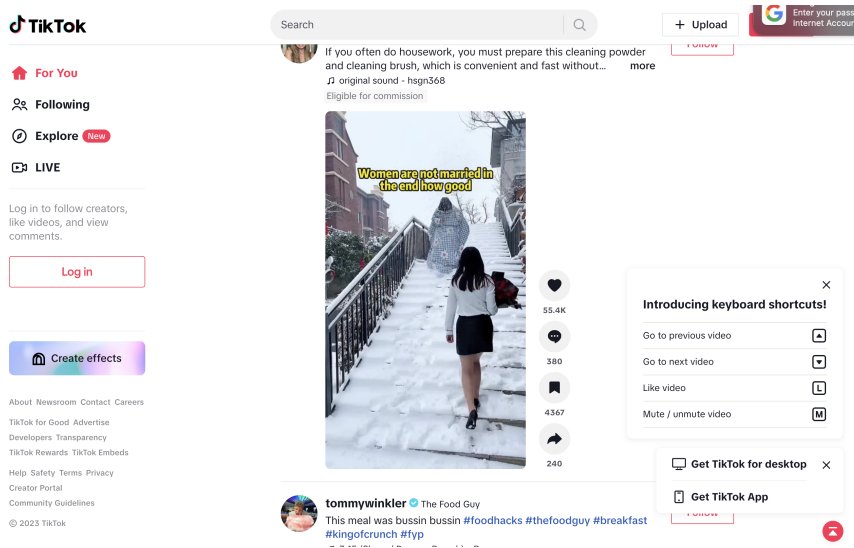 TikTok
Search
+ Upload
Enter your pass
Internet Accoun
For You
Following
Explore New
LIVE
Log in to follow creators,
like videos, and view
comments.
Log in
Create effects
About Newsroom Contact Careers
TikTok for Good Advertise
Developers Transparency
TikTok Rewards TikTok Embeds
Help Safety Terms Privacy
Creator Portal
Community Guidelines
© 2023 TikTok
If you often do housework, you must prepare this cleaning powder
and cleaning brush, which is convenient and fast without... more
original sound - hsgn368
Eligible for commission
Follow
Women are not married in
the end how good
55.4K
380
4367
240
tommywinkler The Food Guy
This meal was bussin bussin #foodhacks #thefoodguy #breakfast
#kingofcrunch #fyp
Follow
Introducing keyboard shortcuts!
Go to previous video
Go to next video
Like video L
Mute / unmute video M
Get TikTok for desktop
Get TikTok App